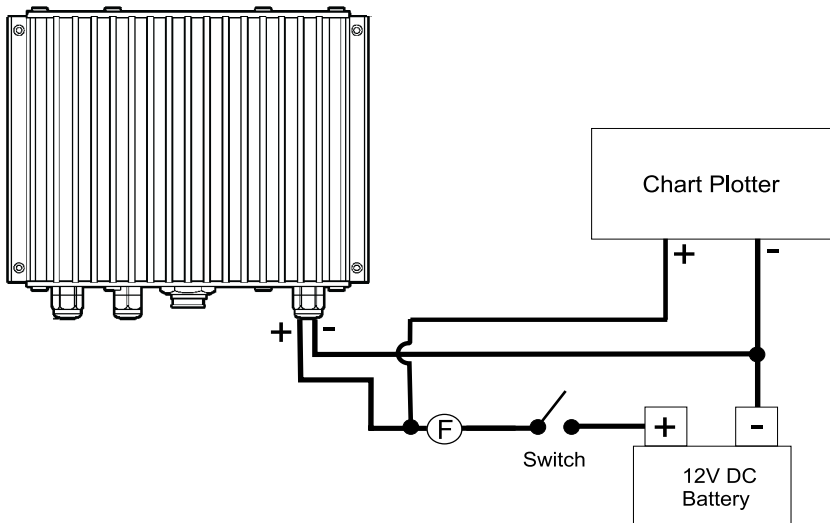 Chart Plotter
+ -
+ -
F
Switch
+ -
12V DC
Battery